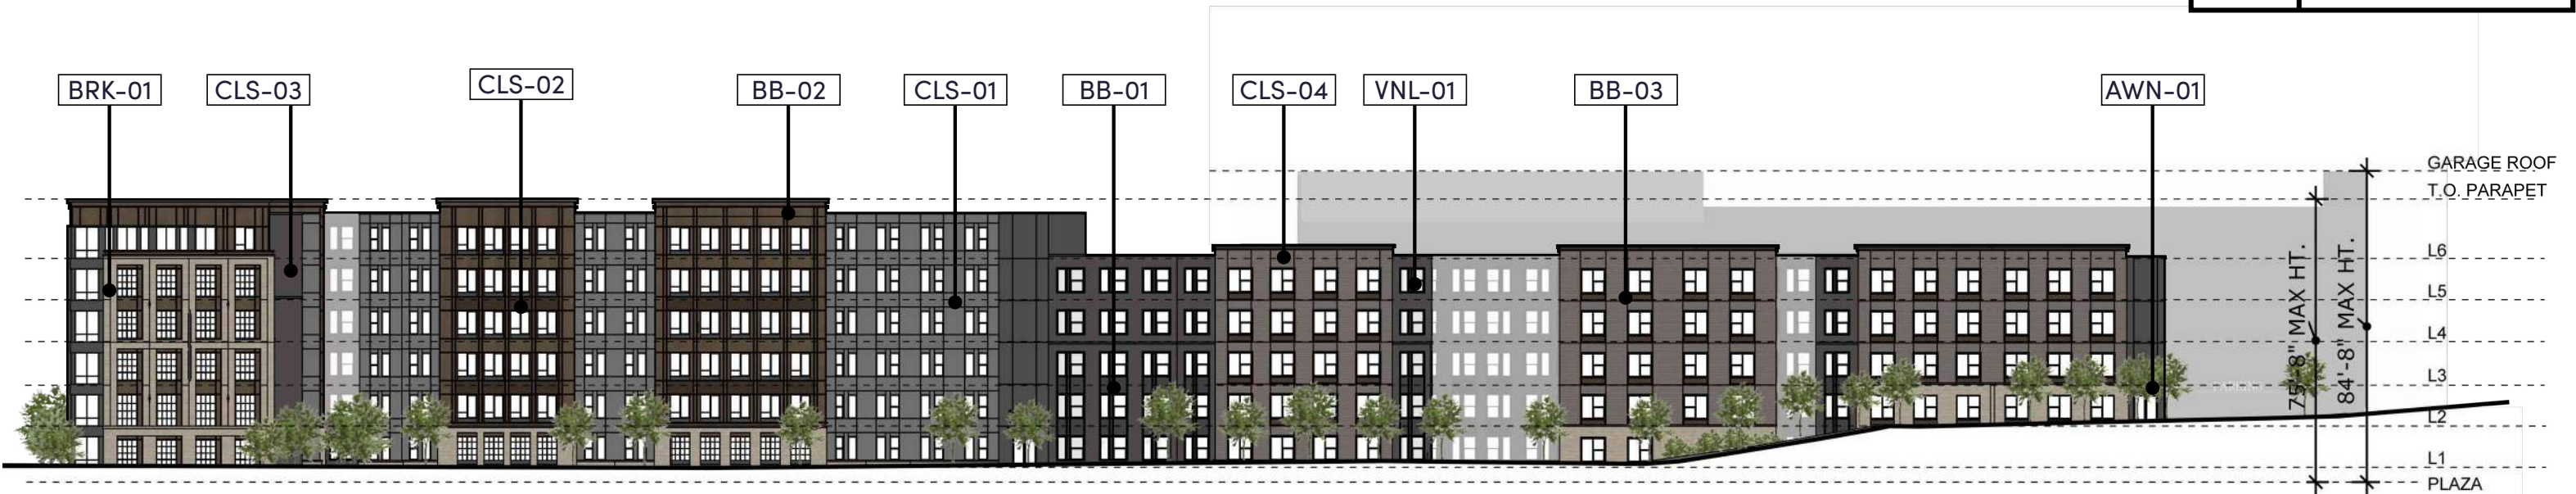 BRK-01
CLS-03
CLS-02
BB-02
CLS-01
BB-01
CLS-04
VNL-01
BB-03
AWN-01
GARAGE ROOF
T.O. PARAPET
L6
L5
L4
L3
L2
L1
PLAZA
75'-8" MAX HT.
84'-8" MAX HT.